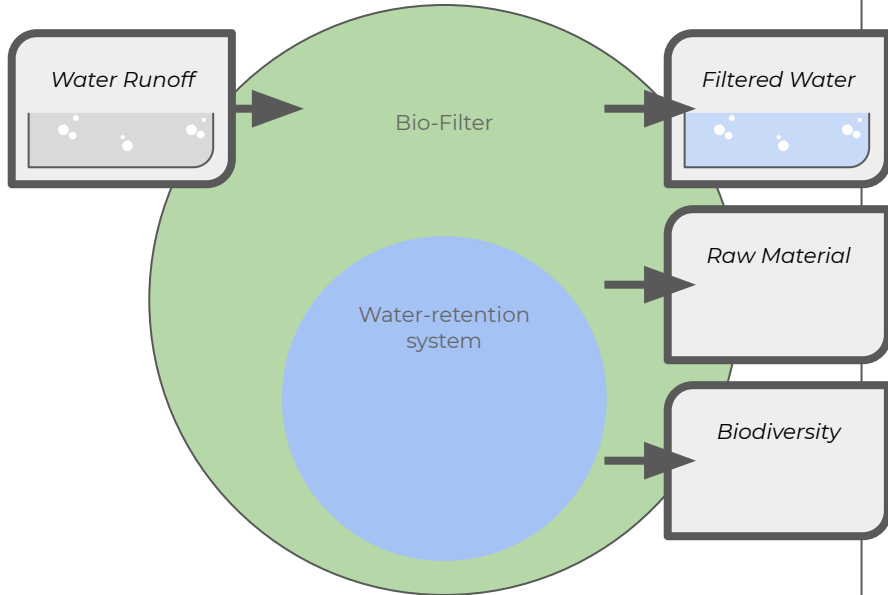 Water Runoff
Bio-Filter
Filtered Water
Water-retention
system
Raw Material
Biodiversity